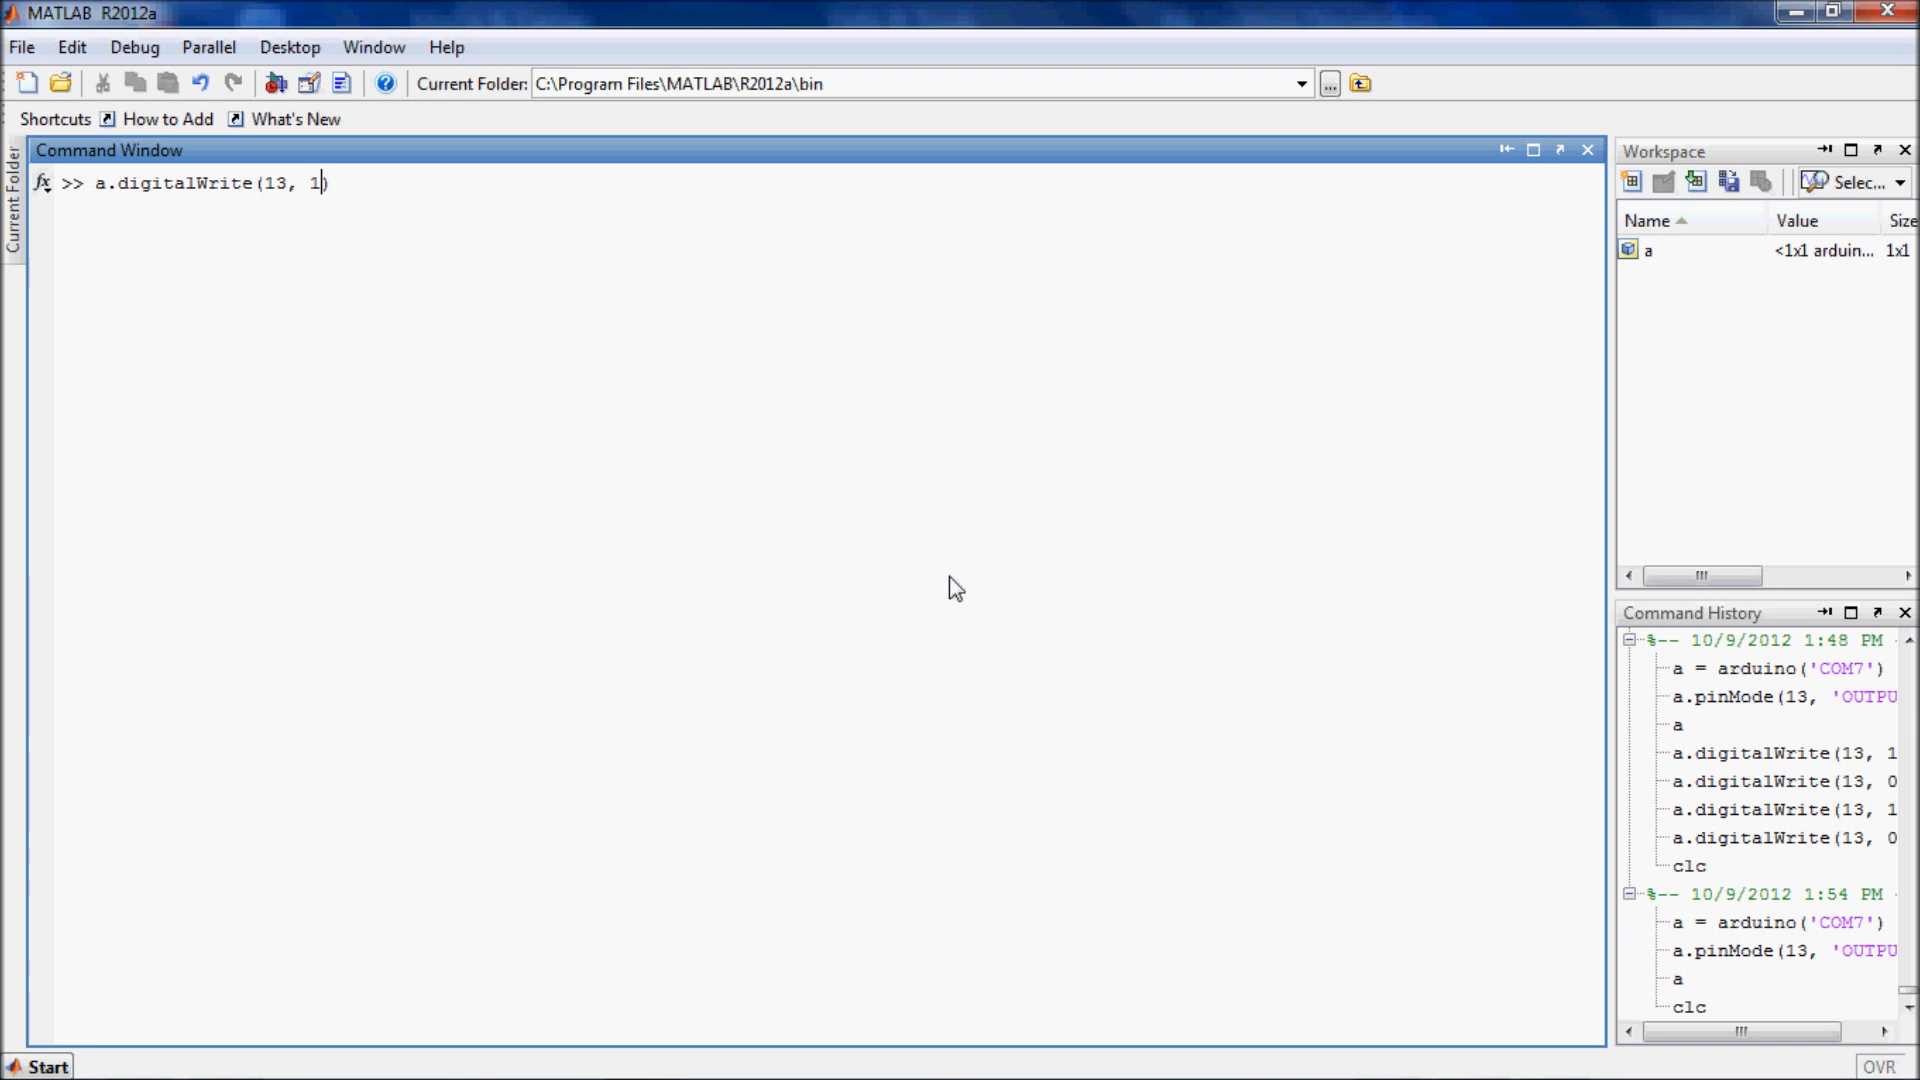 MATLAB R2012a
File Edit Debug Parallel Desktop Window Help
Current Folder: C:\Program Files\MATLAB\R2012a\bin ...
Shortcuts How to Add What's New
Current Folder
Command Window
fx >> a.digitalWrite(13, 1)
Workspace
Selec...
Name Value Size
a <1x1 arduin... 1x1
Command History
%-- 10/9/2012 1:48 PM -
a = arduino('COM7')
a.pinMode(13, 'OUTPU
a
a.digitalWrite(13, 1
a.digitalWrite(13, 0
a.digitalWrite(13, 1
a.digitalWrite(13, 0
clc
%-- 10/9/2012 1:54 PM -
a = arduino('COM7')
a.pinMode(13, 'OUTPU
a
clc
Start
OVR